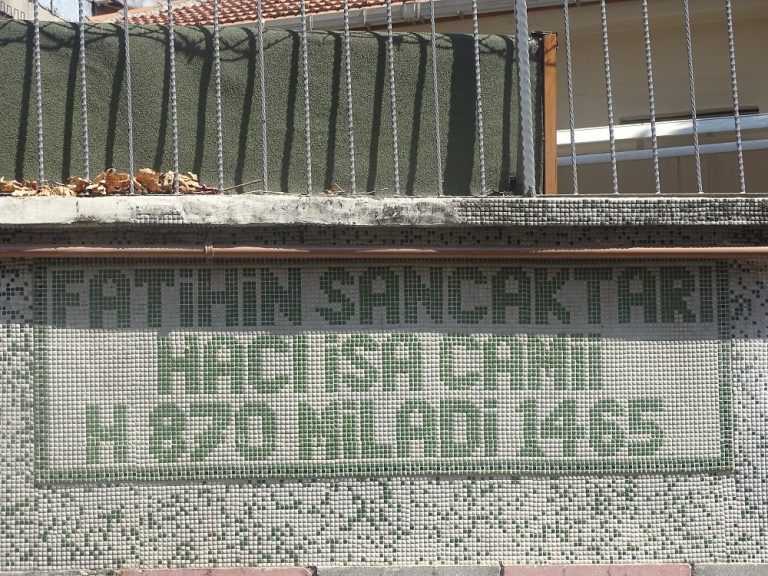 FATİHİN SANCAKTARI
HACI İSA CAMİİ
H 870 MİLADİ 1465